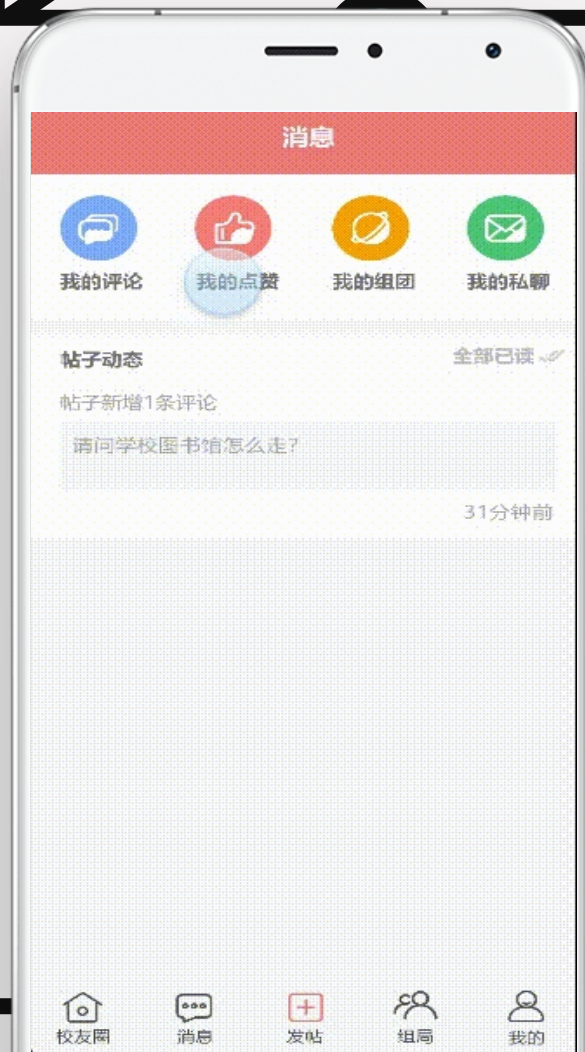 消息
我的评论 我的点赞 我的组团 我的私聊
帖子动态 全部已读
帖子新增1条评论
请问学校图书馆怎么走?
31分钟前
校友圈 消息 发帖 组局 我的